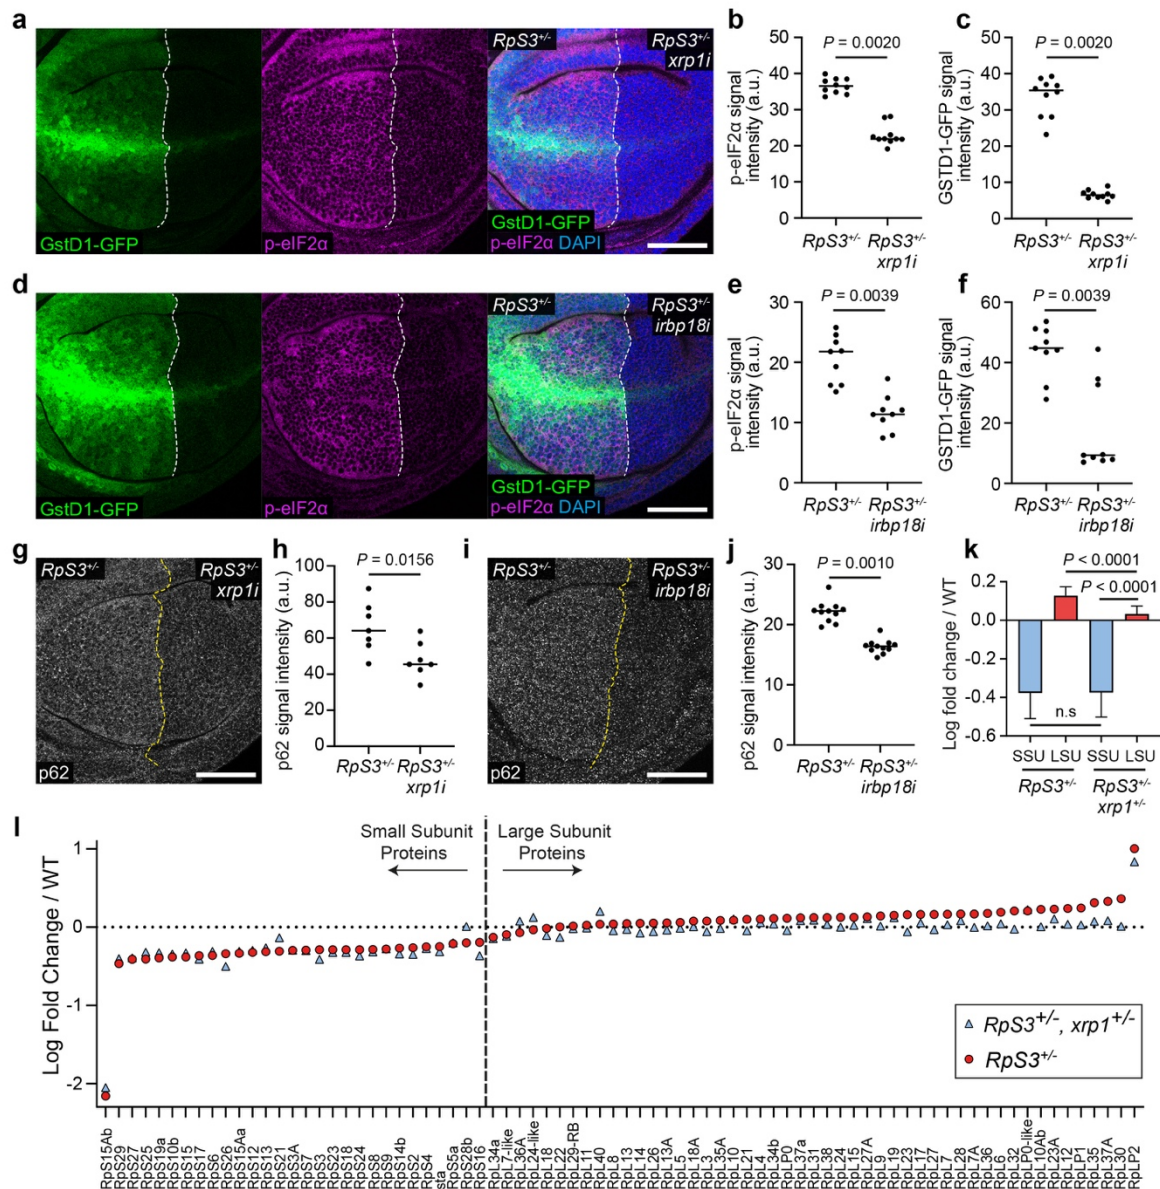 a
RpS3+/-
RpS3+/-
xrp1i
GstD1-GFP
p-eIF2α
GstD1-GFP
p-eIF2α DAPI
b
P = 0.0020
p-eIF2α signal
intensity (a.u.)
50
40
30
20
10
0
RpS3+/-
RpS3+/-
xrp1i
c
P = 0.0020
GSTD1-GFP signal
intensity (a.u.)
50
40
30
20
10
0
RpS3+/-
RpS3+/-
xrp1i
d
RpS3+/-
RpS3+/-
irbp18i
GstD1-GFP
p-eIF2α
GstD1-GFP
p-eIF2α DAPI
e
P = 0.0039
p-eIF2α signal
intensity (a.u.)
30
20
10
0
RpS3+/-
RpS3+/-
irbp18i
f
P = 0.0039
GSTD1-GFP signal
intensity (a.u.)
60
40
20
0
RpS3+/-
RpS3+/-
irbp18i
g
RpS3+/-
RpS3+/-
xrp1i
p62
h
P = 0.0156
p62 signal intensity (a.u.)
100
80
60
40
20
0
RpS3+/-
RpS3+/-
xrp1i
i
RpS3+/-
RpS3+/-
irbp18i
p62
j
P = 0.0010
p62 signal intensity (a.u.)
30
20
10
0
RpS3+/-
RpS3+/-
irbp18i
k
P < 0.0001
P < 0.0001
Log fold change / WT
0.2
0.0
-0.2
-0.4
-0.6
n.s
SSU LSU SSU LSU
RpS3+/-
RpS3+/-
xrp1+/-
l
Small Subunit
Proteins
Large Subunit
Proteins
Log Fold Change / WT
1
0
-1
-2
RpS3+/-, xrp1+/-
RpS3+/-
RpS15Ab
RpS29
RpS27
RpS25
RpS19a
RpS10b
RpS15
RpS17
RpS6
RpS26
RpS15Aa
RpS12
RpS13
RpS21
RpS3A
RpS7
RpS3
RpS23
RpS18
RpS24
RpS8
RpS9
RpS14b
RpS2
RpS4
sta
RpS5a
RpS28b
RpS16
RpL34a
RpL7-like
RpL36A
RpL24-like
RpL18
RpL22
RpL29-RB
RpL11
RpL40
RpL8
RpL13
RpL14
RpL26
RpL13A
RpL5
RpL18A
RpL3
RpL35A
RpL10
RpL21
RpL4
RpL34b
RpLP0
RpL37a
RpL31
RpL38
RpL24
RpL15
RpL27A
RpL9
RpL19
RpL23
RpL17
RpL27
RpL7
RpL28
RpL7A
RpL36
RpL6
RpL32
RpLP0-like
RpL10Ab
RpL23A
RpL12
RpLP1
RpL35
RpL37A
RpL30
RpLP2